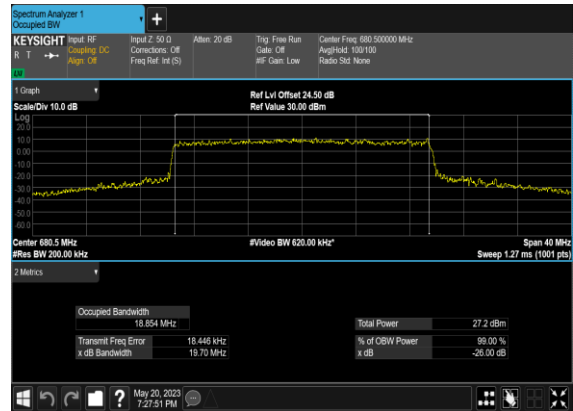 Spectrum Analyzer 1
Occupied BW
+
KEYSIGHT Input: RF Input Z: 50 Ω Atten: 20 dB Trig: Free Run Center Freq: 680.500000 MHz
R T Coupling: DC Corrections: Off Gate: Off Avg|Hold: 100/100
Align: Off Freq Ref: Int (S) #IF Gain: Low Radio Std: None
1 Graph
Ref Lvl Offset 24.50 dB
Scale/Div 10.0 dB Ref Value 30.00 dBm
Log
20.0
10.0
0.00
-10.0
-20.0
-30.0
-40.0
-50.0
-60.0
Center 680.5 MHz #Video BW 620.00 kHz* Span 40 MHz
#Res BW 200.00 kHz Sweep 1.27 ms (1001 pts)
2 Metrics
Occupied Bandwidth
18.854 MHz Total Power 27.2 dBm
Transmit Freq Error 18.446 kHz % of OBW Power 99.00 %
x dB Bandwidth 19.70 MHz x dB -26.00 dB
?
May 20, 2023
7:27:51 PM